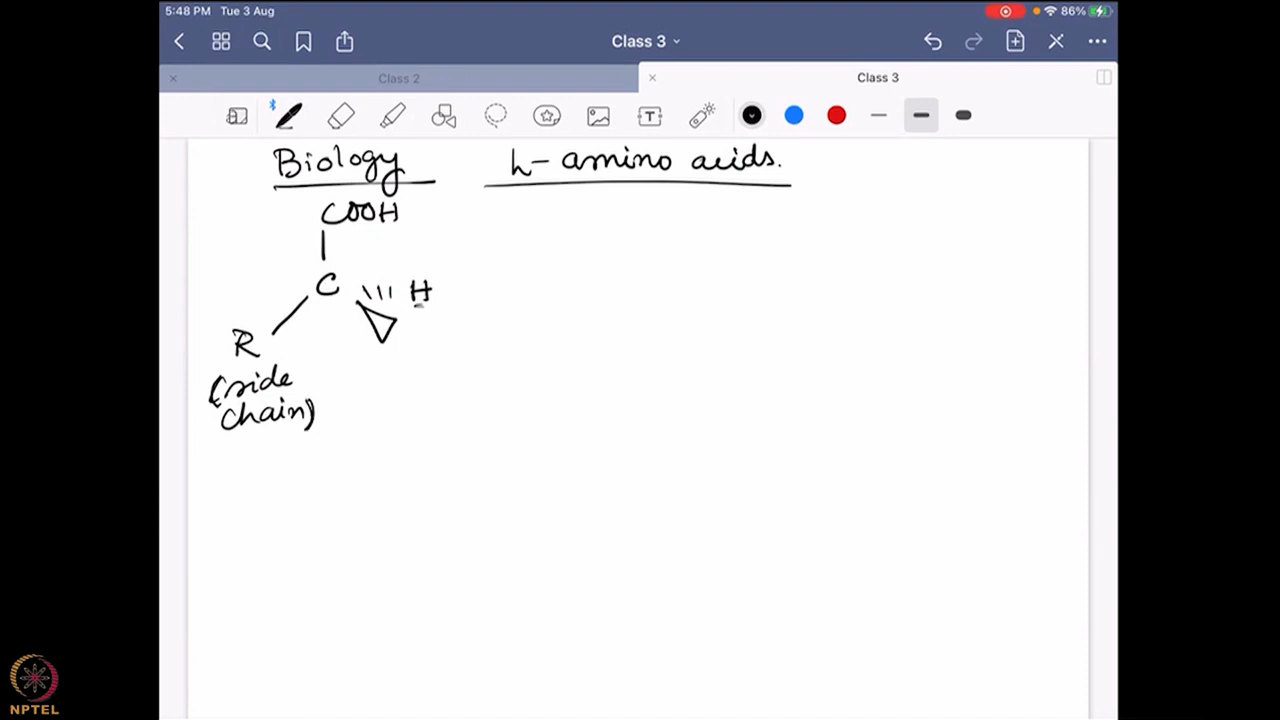 5:48 PM Tue 3 Aug 86%
Class 3
Class 2
Class 3
T
Biology L- amino acids.
COOH
C H
R
(side
chain)
NPTEL